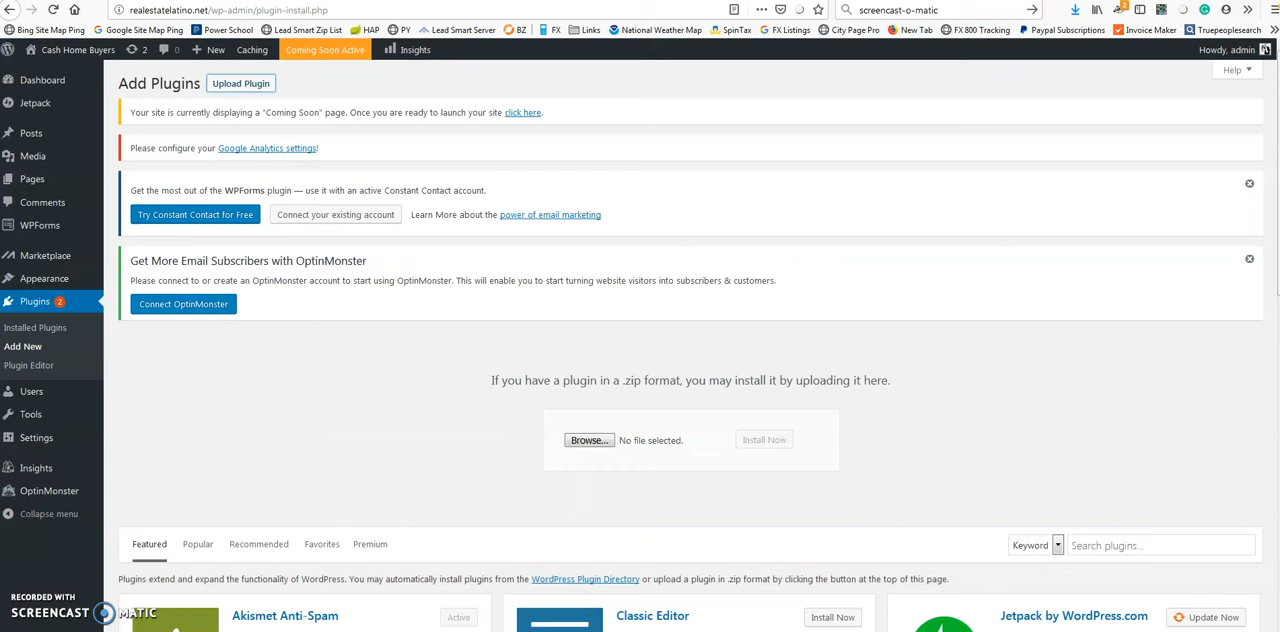 realestatelatino.net/wp-admin/plugin-install.php
screencast-o-matic
2
Bing Site Map Ping
Google Site Map Ping
Power School
Lead Smart Zip List
HAP
PY
Lead Smart Server
BZ
FX
Links
National Weather Map
SpinTax
FX Listings
City Page Pro
New Tab
FX 800 Tracking
Paypal Subscriptions
Invoice Maker
Truepeoplesearch
Cash Home Buyers
2
0
New
Caching
Coming Soon Active
Insights
Howdy, admin
Dashboard
Jetpack
Posts
Media
Pages
Comments
WPForms
Marketplace
Appearance
Plugins 2
Installed Plugins
Add New
Plugin Editor
Users
Tools
Settings
Insights
OptinMonster
Collapse menu
Help
Add Plugins
Upload Plugin
Your site is currently displaying a "Coming Soon" page. Once you are ready to launch your site click here.
Please configure your Google Analytics settings!
Get the most out of the WPForms plugin — use it with an active Constant Contact account.
Try Constant Contact for Free
Connect your existing account
Learn More about the power of email marketing
Get More Email Subscribers with OptinMonster
Please connect to or create an OptinMonster account to start using OptinMonster. This will enable you to start turning website visitors into subscribers & customers.
Connect OptinMonster
If you have a plugin in a .zip format, you may install it by uploading it here.
Browse... No file selected.
Install Now
Featured
Popular
Recommended
Favorites
Premium
Keyword
Search plugins...
Plugins extend and expand the functionality of WordPress. You may automatically install plugins from the WordPress Plugin Directory or upload a plugin in .zip format by clicking the button at the top of this page.
Akismet Anti-Spam
Active
Classic Editor
Install Now
Jetpack by WordPress.com
Update Now
RECORDED WITH
SCREENCAST MATIC